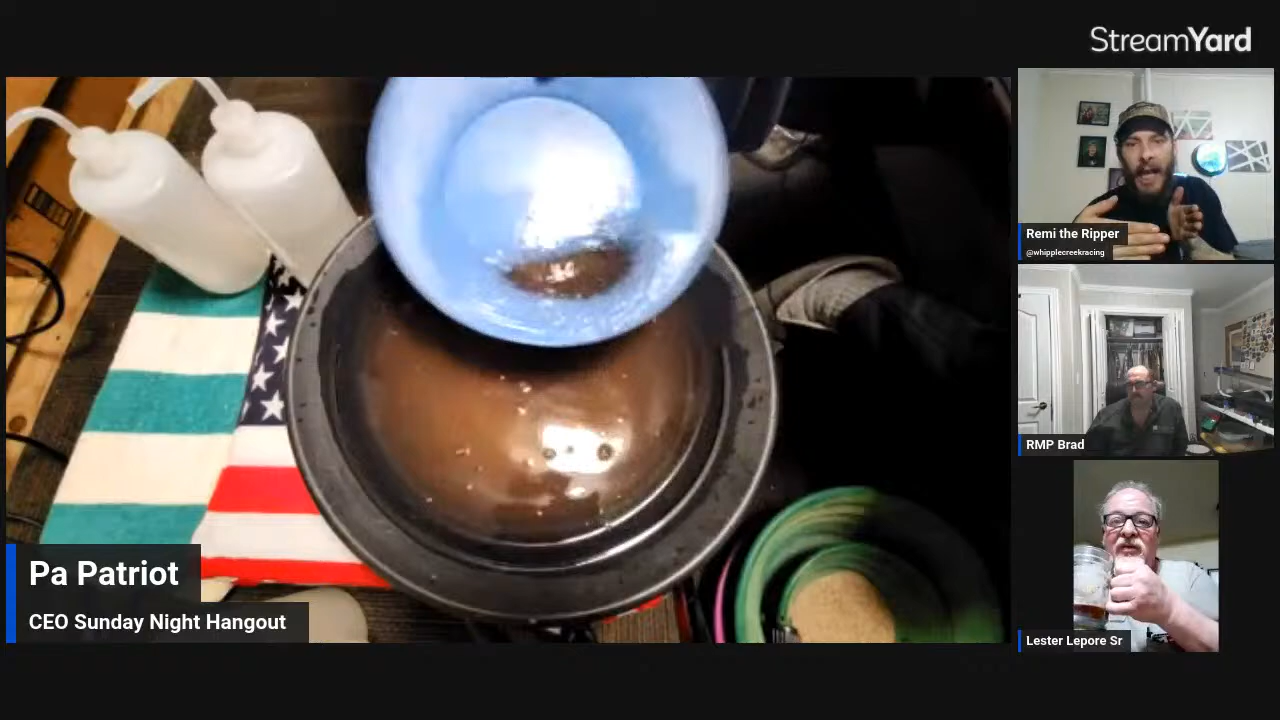 StreamYard
Remi the Ripper
@whipplecreekracing
RMP Brad
Pa Patriot
CEO Sunday Night Hangout
Lester Lepore Sr